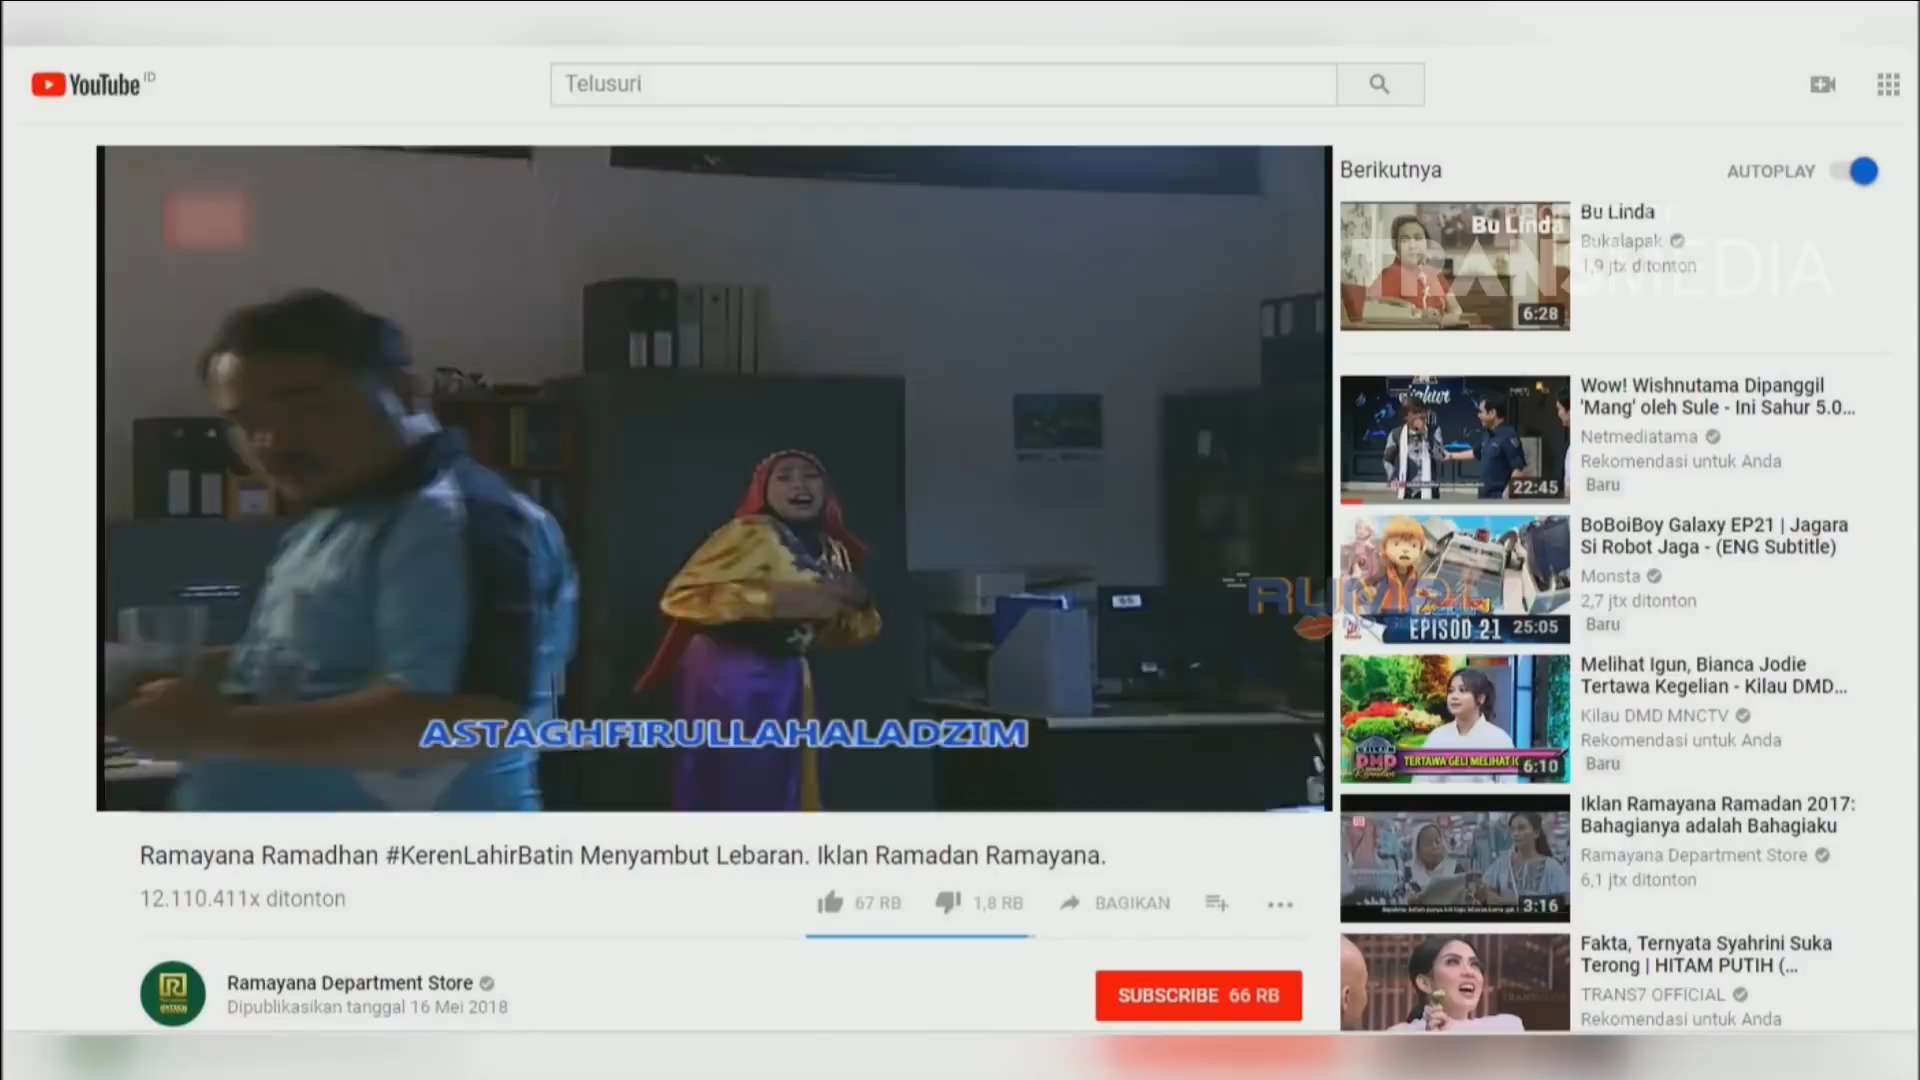 YouTube ID
Telusuri
ASTAGHFIRULLAHALADZIM
Ramayana Ramadhan #KerenLahirBatin Menyambut Lebaran. Iklan Ramadan Ramayana.
12.110.411x ditonton
67 RB
1,8 RB
BAGIKAN
Ramayana Department Store
Dipublikasikan tanggal 16 Mei 2018
SUBSCRIBE 66 RB
Berikutnya
AUTOPLAY
TRANSMEDIA
Bu Linda
6:28
Bu Linda
Bukalapak
1,9 jtx ditonton
22:45
Wow! Wishnutama Dipanggil
'Mang' oleh Sule - Ini Sahur 5.0...
Netmediatama
Rekomendasi untuk Anda
Baru
EPISOD 21
25:05
BoBoiBoy Galaxy EP21 | Jagara
Si Robot Jaga - (ENG Subtitle)
Monsta
2,7 jtx ditonton
Baru
TERTAWA GELI MELIHAT
6:10
Melihat Igun, Bianca Jodie
Tertawa Kegelian - Kilau DMD...
Kilau DMD MNCTV
Rekomendasi untuk Anda
Baru
3:16
Iklan Ramayana Ramadan 2017:
Bahagianya adalah Bahagiaku
Ramayana Department Store
6,1 jtx ditonton
Fakta, Ternyata Syahrini Suka
Terong | HITAM PUTIH (...
TRANS7 OFFICIAL
Rekomendasi untuk Anda